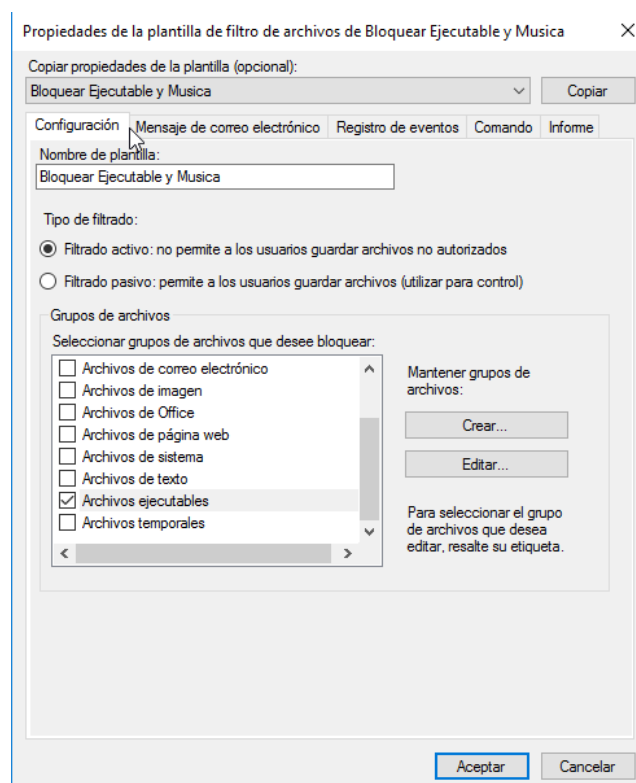 Propiedades de la plantilla de filtro de archivos de Bloquear Ejecutable y Musica
Copiar propiedades de la plantilla (opcional):
Bloquear Ejecutable y Musica
Copiar
Configuración
Mensaje de correo electrónico
Registro de eventos
Comando
Informe
Nombre de plantilla:
Bloquear Ejecutable y Musica
Tipo de filtrado:
Filtrado activo: no permite a los usuarios guardar archivos no autorizados
Filtrado pasivo: permite a los usuarios guardar archivos (utilizar para control)
Grupos de archivos
Seleccionar grupos de archivos que desee bloquear:
Archivos de correo electrónico
Archivos de imagen
Archivos de Office
Archivos de página web
Archivos de sistema
Archivos de texto
Archivos ejecutables
Archivos temporales
Mantener grupos de
archivos:
Crear...
Editar...
Para seleccionar el grupo
de archivos que desea
editar, resalte su etiqueta.
Aceptar
Cancelar